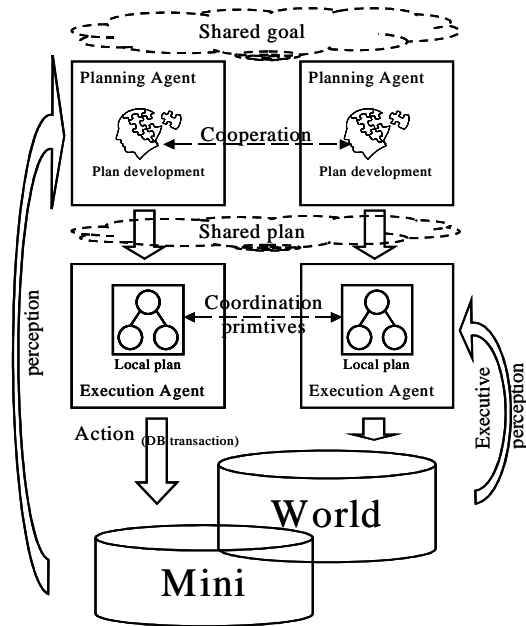 Shared goal
Planning Agent
Planning Agent
Cooperation
Plan development
Plan development
Shared plan
Coordination
primtives
Local plan
Local plan
Execution Agent
Execution Agent
perception
Executive
perception
Action (DB transaction)
World
Mini